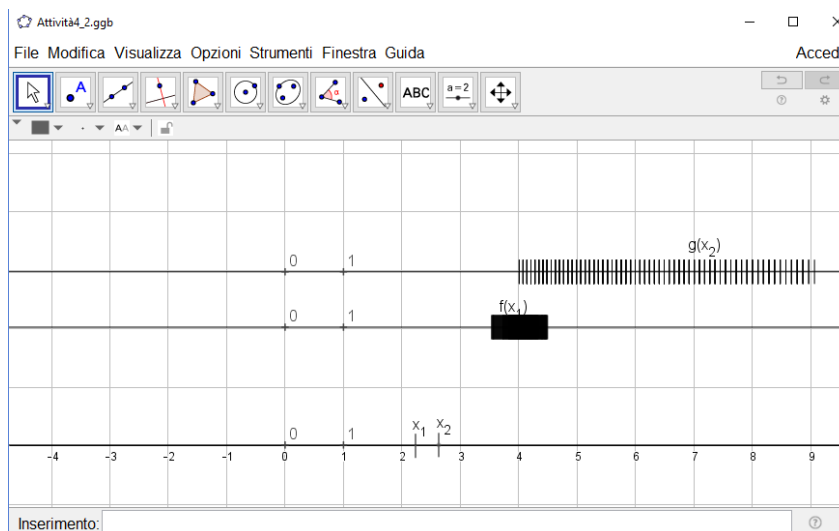 Attività4_2.ggb
File Modifica Visualizza Opzioni Strumenti Finestra Guida Acced
A α ABC a=2
AA
g(x2)
0 1
f(x1)
0 1
x1 x2
0 1
-4 -3 -2 -1 0 1 2 3 4 5 6 7 8 9
Inserimento: